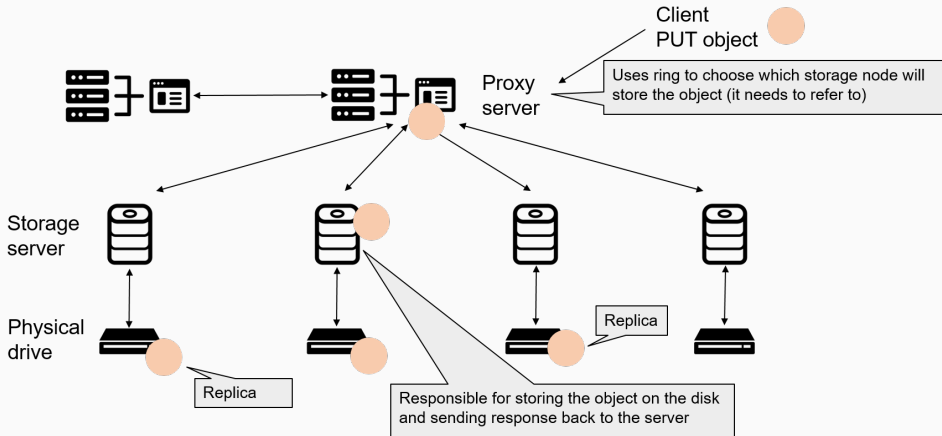 Client
PUT object
Proxy
server
Uses ring to choose which storage node will
store the object (it needs to refer to)
Storage
server
Physical
drive
Replica
Replica
Responsible for storing the object on the disk
and sending response back to the server